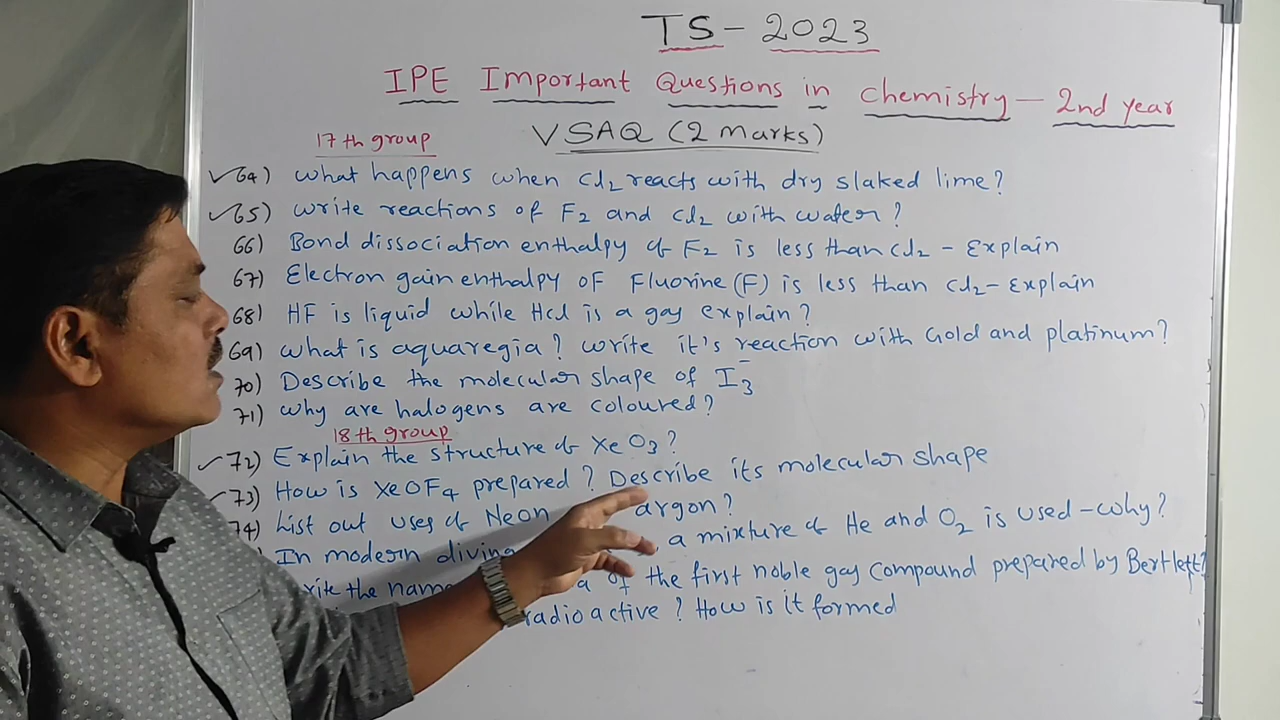 TS - 2023
IPE Important Questions in chemistry - 2nd year
VSAQ (2 Marks)
17th group
64) what happens when Cl2 reacts with dry slaked lime?
65) write reactions of F2 and Cl2 with water?
66) Bond dissociation enthalpy of F2 is less than Cl2 - Explain
67) Electron gain enthalpy of Fluorine (F) is less than Cl2 - Explain
68) HF is liquid while HCl is a gay explain?
69) what is aquaregia? write it's reaction with Gold and platinum?
70) Describe the molecular shape of I3-
71) why are halogens are coloured?
18th group
72) Explain the structure of XeO3?
73) How is XeOF4 prepared? Describe its molecular shape
74) List out uses of Neon argon?
In modern diving a mixture of He and O2 is used - why?
the nam of the first noble gay compound prepared by Bertlett?
radioactive? How is it formed